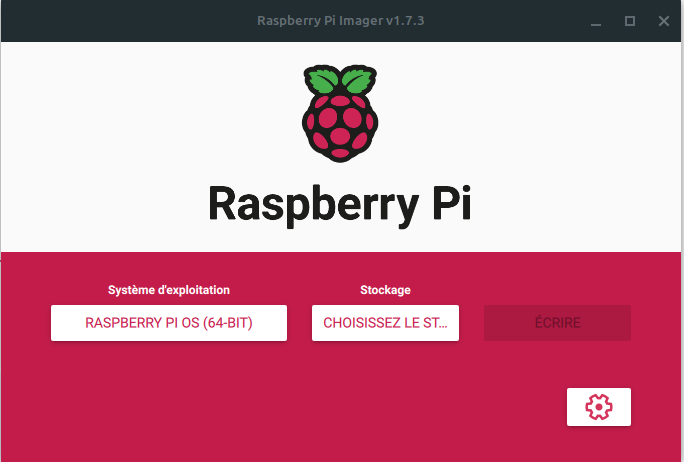 Raspberry Pi Imager v1.7.3
Raspberry Pi
Système d'exploitation
Stockage
RASPBERRY PI OS (64-BIT)
CHOISISSEZ LE ST...
ÉCRIRE